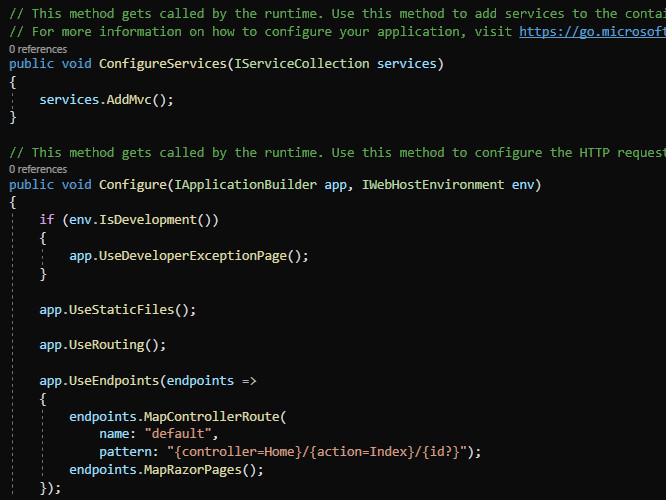 // This method gets called by the runtime. Use this method to add services to the contai
// For more information on how to configure your application, visit https://go.microsoft
0 references
public void ConfigureServices(IServiceCollection services)
{
services.AddMvc();
}
// This method gets called by the runtime. Use this method to configure the HTTP request
0 references
public void Configure(IApplicationBuilder app, IWebHostEnvironment env)
{
if (env.IsDevelopment())
{
app.UseDeveloperExceptionPage();
}
app.UseStaticFiles();
app.UseRouting();
app.UseEndpoints(endpoints =>
{
endpoints.MapControllerRoute(
name: "default",
pattern: "{controller=Home}/{action=Index}/{id?}");
endpoints.MapRazorPages();
});